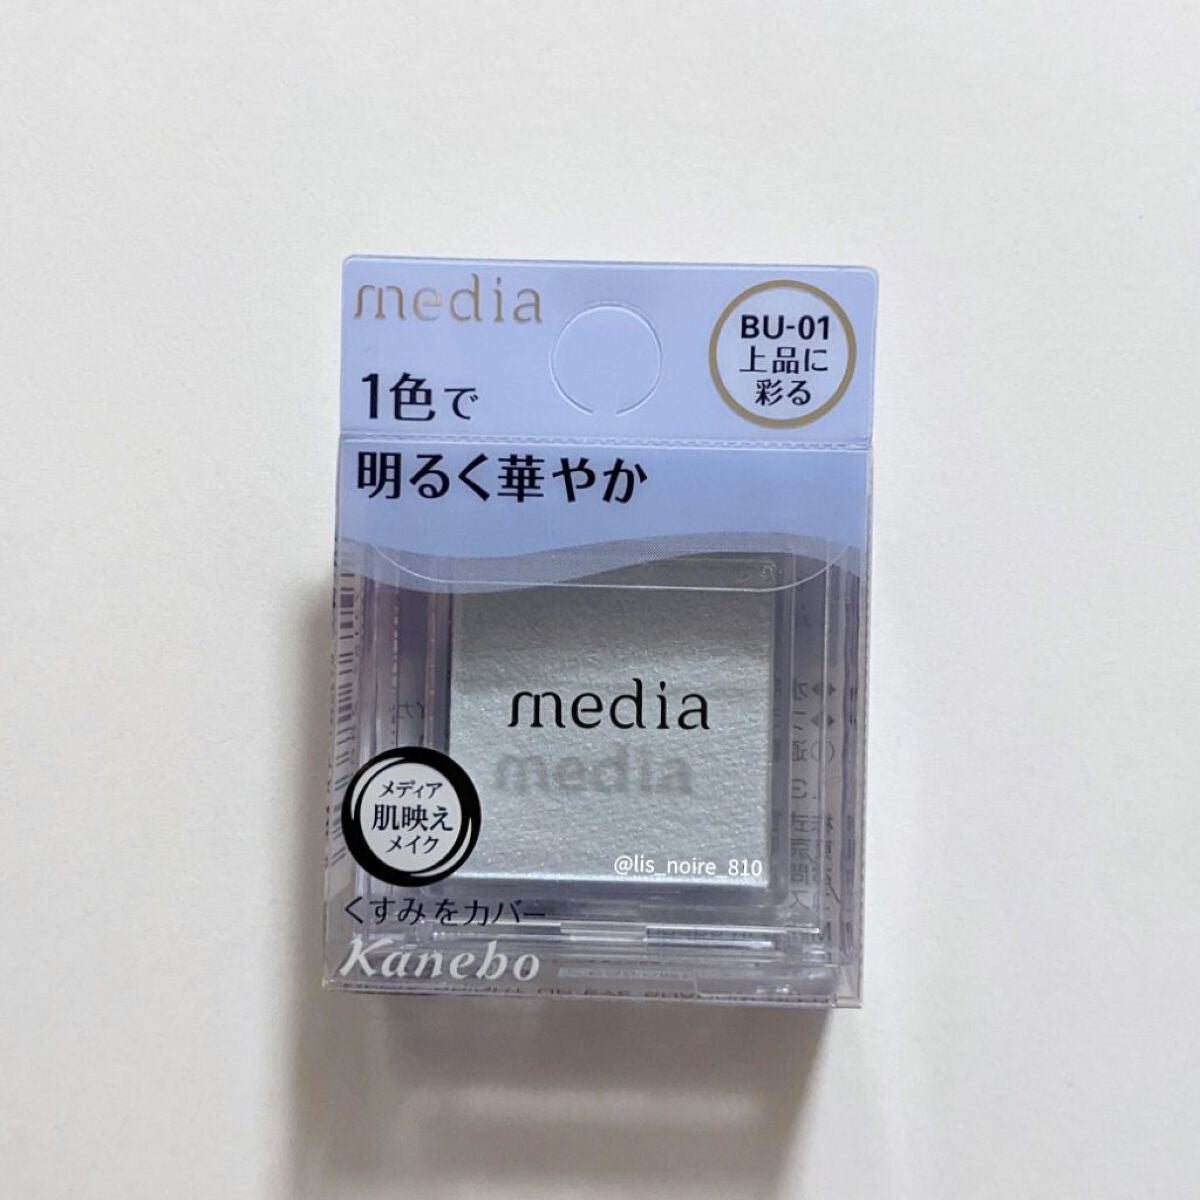 media
BU-01
上品に
彩る
1色で
明るく華やか
media
media
メディア
肌映え
メイク
@lis_noire_810
くすみをカバー
Kanebo